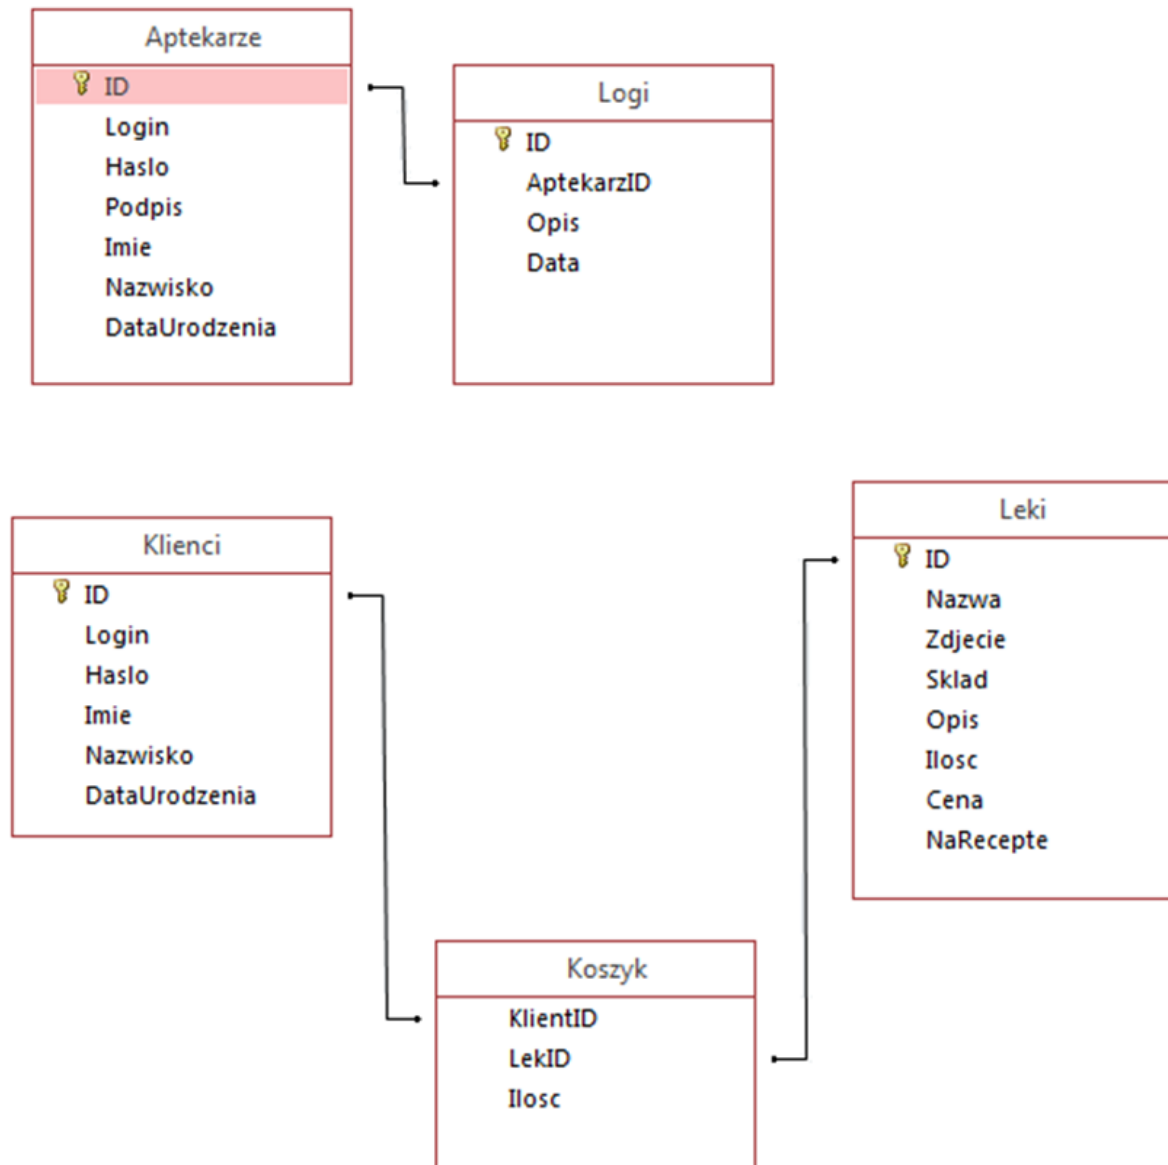 Aptekarze
ID
Login
Haslo
Podpis
Imie
Nazwisko
DataUrodzenia
Logi
ID
AptekarzID
Opis
Data
Klienci
ID
Login
Haslo
Imie
Nazwisko
DataUrodzenia
Leki
ID
Nazwa
Zdjecie
Sklad
Opis
Ilosc
Cena
NaRecepte
Koszyk
KlientID
LekID
Ilosc